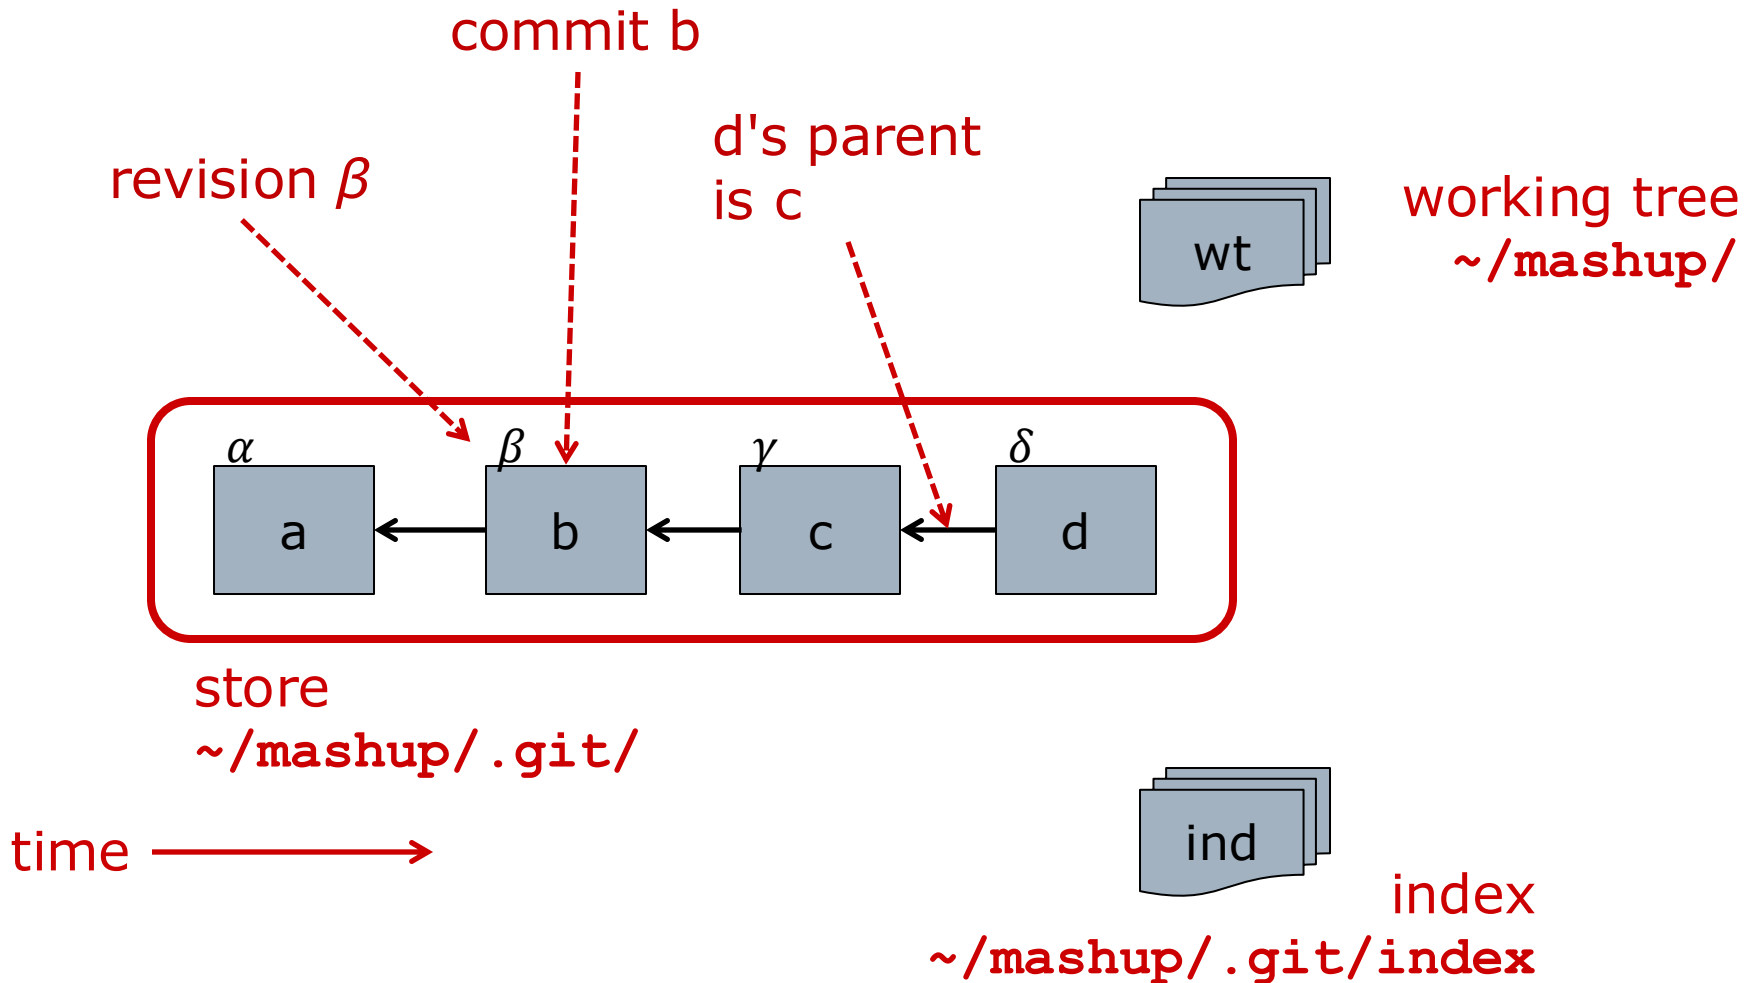 commit b
d's parent
is c
revision β
working tree
~/mashup/
wt
α
β
γ
δ
a
b
c
d
store
~/mashup/.git/
time
ind
index
~/mashup/.git/index